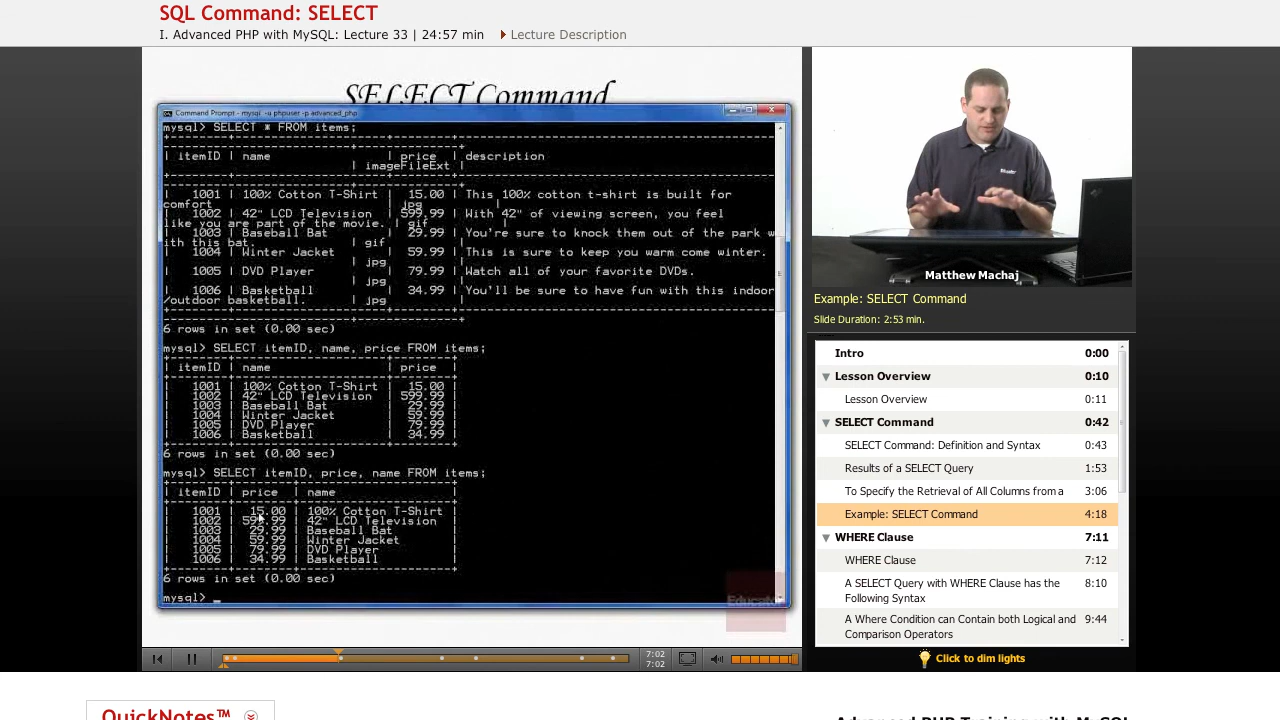 SQL Command: SELECT
I. Advanced PHP with MySQL: Lecture 33 | 24:57 min
Lecture Description
SELECT Command
Command Prompt - mysql -u phpuser -p advanced_php
mysql> SELECT * FROM items;
| itemID | name | price | description
| imageFileExt |
| 1001 | 100% Cotton T-Shirt | 15.00 | This 100% cotton t-shirt is built for
comfort | jpg |
| 1002 | 42" LCD Television | 599.99 | With 42" of viewing screen, you feel
like you are part of the movie. | gif |
| 1003 | Baseball Bat | 29.99 | You're sure to knock them out of the park w
ith this bat. | gif |
| 1004 | Winter Jacket | 59.99 | This is sure to keep you warm come winter.
| jpg |
| 1005 | DVD Player | 79.99 | Watch all of your favorite DVDs.
| jpg |
| 1006 | Basketball | 34.99 | You'll be sure to have fun with this indoor
/outdoor basketball. | jpg |
6 rows in set (0.00 sec)
mysql> SELECT itemID, name, price FROM items;
| itemID | name | price |
| 1001 | 100% Cotton T-Shirt | 15.00 |
| 1002 | 42" LCD Television | 599.99 |
| 1003 | Baseball Bat | 29.99 |
| 1004 | Winter Jacket | 59.99 |
| 1005 | DVD Player | 79.99 |
| 1006 | Basketball | 34.99 |
6 rows in set (0.00 sec)
mysql> SELECT itemID, price, name FROM items;
| itemID | price | name |
| 1001 | 15.00 | 100% Cotton T-Shirt |
| 1002 | 599.99 | 42" LCD Television |
| 1003 | 29.99 | Baseball Bat |
| 1004 | 59.99 | Winter Jacket |
| 1005 | 79.99 | DVD Player |
| 1006 | 34.99 | Basketball |
6 rows in set (0.00 sec)
mysql> _
7:02
7:02
Matthew Machaj
Example: SELECT Command
Slide Duration: 2:53 min.
Intro 0:00
Lesson Overview 0:10
Lesson Overview 0:11
SELECT Command 0:42
SELECT Command: Definition and Syntax 0:43
Results of a SELECT Query 1:53
To Specify the Retrieval of All Columns from a 3:06
Example: SELECT Command 4:18
WHERE Clause 7:11
WHERE Clause 7:12
A SELECT Query with WHERE Clause has the 8:10
Following Syntax
A Where Condition can Contain both Logical and 9:44
Comparison Operators
Click to dim lights
QuickNotes™
Advanced PHP Training with MySQL